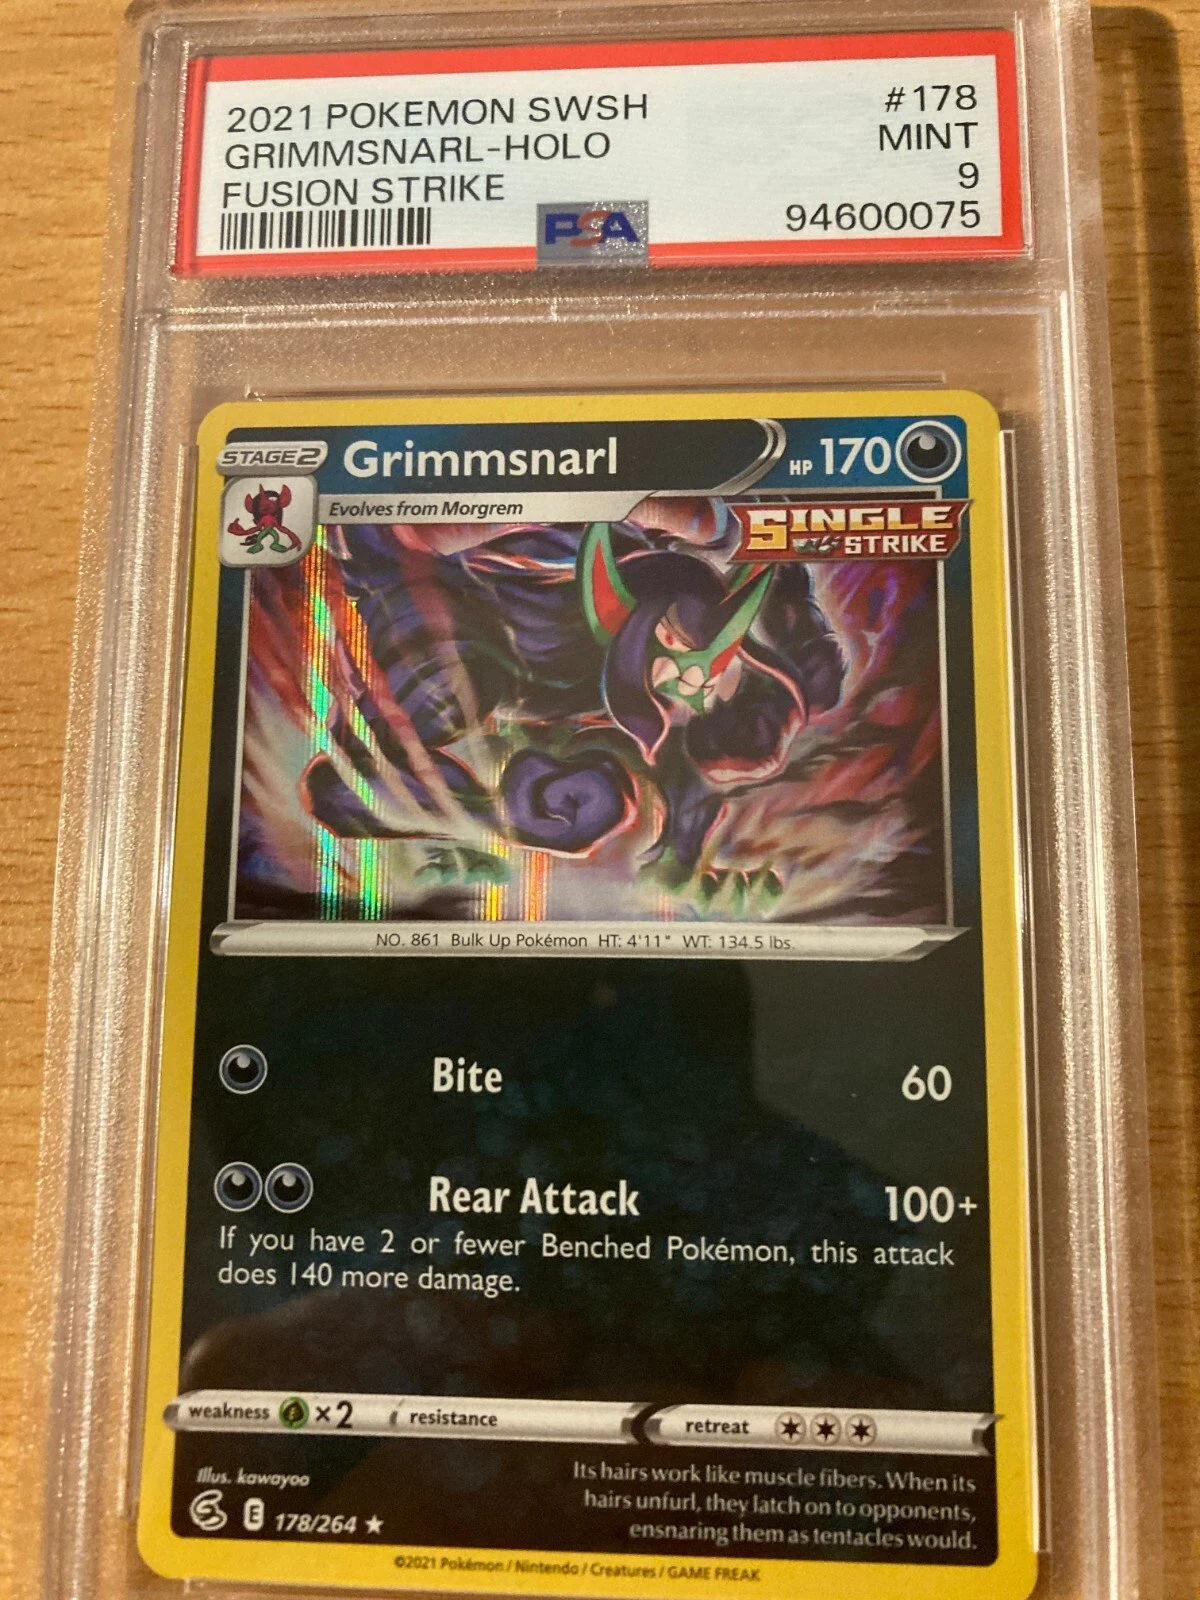 2021 POKEMON SWSH #178
GRIMMSNARL-HOLO MINT
FUSION STRIKE 9
PSA 94600075
STAGE2 Grimmsnarl HP 170
Evolves from Morgrem
SINGLE
STRIKE
NO. 861 Bulk Up Pokémon HT: 4'11" WT: 134.5 lbs.
Bite 60
Rear Attack 100+
If you have 2 or fewer Benched Pokémon, this attack
does 140 more damage.
weakness ×2 resistance retreat
Illus. kawayoo
E 178/264 ★
Its hairs work like muscle fibers. When its
hairs unfurl, they latch on to opponents,
ensnaring them as tentacles would.
©2021 Pokémon / Nintendo / Creatures / GAME FREAK